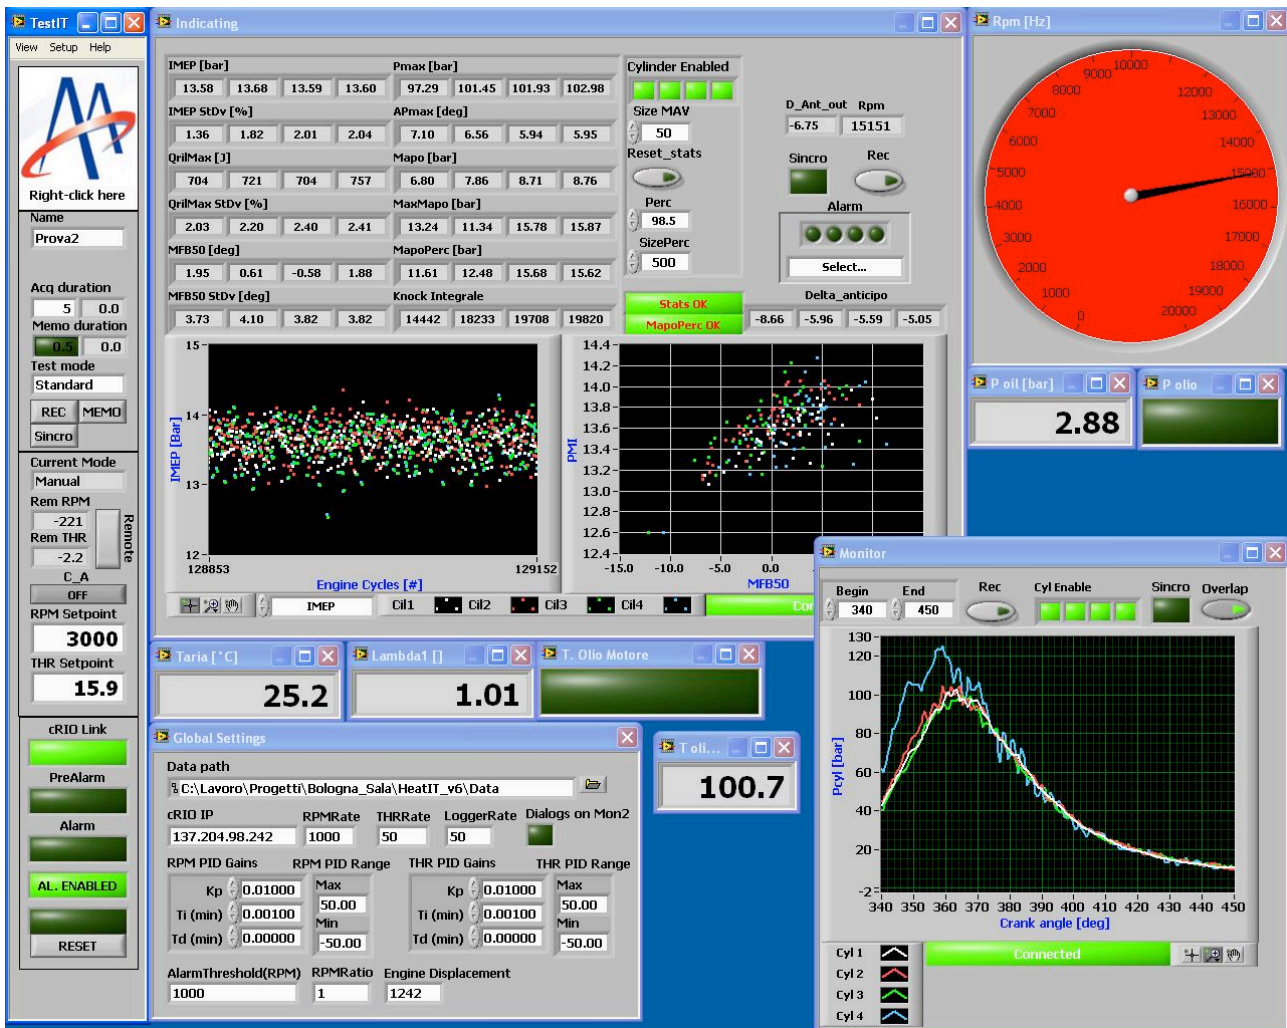 TestIT
View Setup Help
Right-click here
Name
Prova2
Acq duration
5 0.0
Memo duration
0.5 0.0
Test mode
Standard
REC MEMO
Sincro
Current Mode
Manual
Rem RPM
-221
Rem THR
-2.2
Remote
C_A
OFF
RPM Setpoint
3000
THR Setpoint
15.9
cRIO Link
PreAlarm
Alarm
AL. ENABLED
RESET
Indicating
IMEP [bar] Pmax [bar]
13.58 13.68 13.59 13.60 97.29 101.45 101.93 102.98
IMEP StDv [%] APmax [deg]
1.36 1.82 2.01 2.04 7.10 6.56 5.94 5.95
QrilMax [J] Mapo [bar]
704 721 704 757 6.80 7.86 8.71 8.76
QrilMax StDv [%] MaxMapo [bar]
2.03 2.20 2.40 2.41 13.24 11.34 15.78 15.87
MFB50 [deg] MapoPerc [bar]
1.95 0.61 -0.58 1.88 11.61 12.48 15.68 15.62
MFB50 StDv [deg] Knock Integrale
3.73 4.10 3.82 3.82 14442 18233 19708 19820
Cylinder Enabled
Size MAV
50
Reset_stats
Perc
98.5
SizePerc
500
Stats OK
MapoPerc OK
D_Ant_out Rpm
-6.75 15151
Sincro Rec
Alarm
Select...
Delta_anticipo
-8.66 -5.96 -5.59 -5.05
15
14
13
12
IMEP [Bar]
128853 129152
Engine Cycles [#]
14.4
14.2
14.0
13.8
13.6
13.4
13.2
13.0
12.8
12.6
12.4
PMI
-15.0 -10.0 -5.0 0.0
MFB50
IMEP Cil1 Cil2 Cil3 Cil4
Rpm [Hz]
0
1000
2000
3000
4000
5000
6000
7000
8000
9000
10000
12000
13000
14000
15000
16000
17000
18000
19000
20000
P oil [bar]
2.88
P olio
Taria [°C]
25.2
Lambda1 []
1.01
T. Olio Motore
T oli...
100.7
Global Settings
Data path
C:\Lavoro\Progetti\Bologna_Sala\HeatIT_v6\Data
cRIO IP RPMRate THRRate LoggerRate Dialogs on Mon2
137.204.98.242 1000 50 50
RPM PID Gains RPM PID Range THR PID Gains THR PID Range
Kp 0.01000 Max 50.00 Kp 0.01000 Max 50.00
Ti (min) 0.00100 Min -50.00 Ti (min) 0.00100 Min -50.00
Td (min) 0.00000 Td (min) 0.00000
AlarmThreshold(RPM) RPMRatio Engine Displacement
1000 1 1242
Monitor
Begin End Rec Cyl Enable Sincro Overlap
340 450
130
120
100
80
60
40
20
-2
Pcyl [bar]
340 350 360 370 380 390 400 410 420 430 440 450
Crank angle [deg]
Cyl 1
Cyl 2
Cyl 3
Cyl 4
Connected